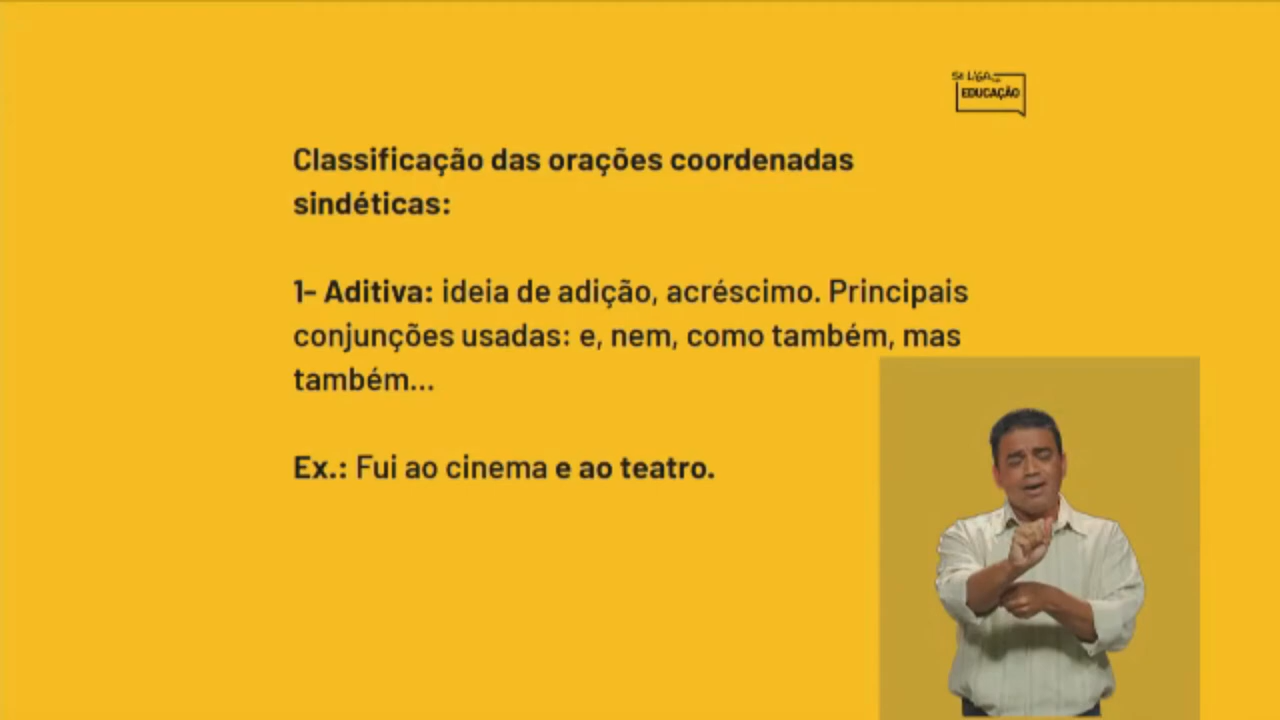 SE LIGA NA
EDUCAÇÃO
Classificação das orações coordenadas
sindéticas:
1- Aditiva: ideia de adição, acréscimo. Principais
conjunções usadas: e, nem, como também, mas
também...
Ex.: Fui ao cinema e ao teatro.